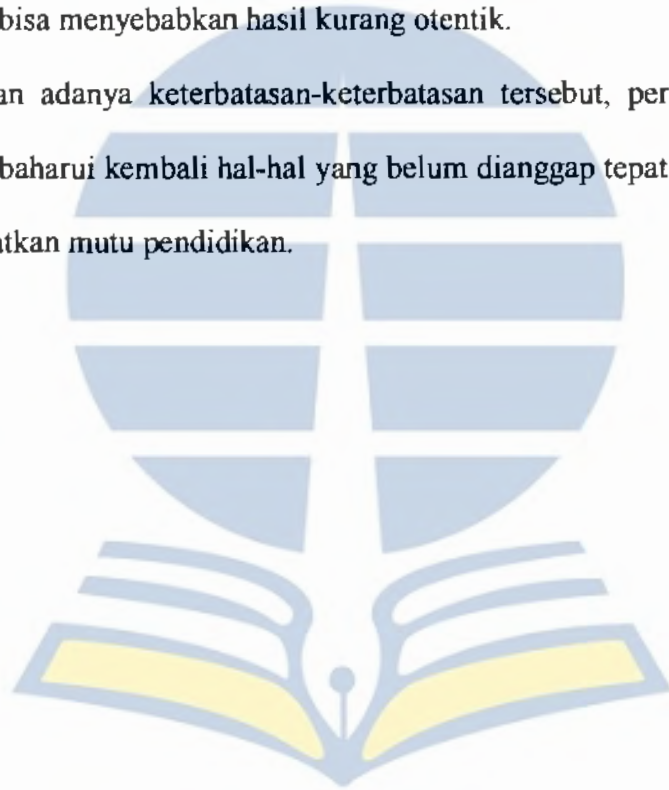 bisa menyebabkan hasil kurang otentik.
an adanya keterbatasan-keterbatasan tersebut, per
baharui kembali hal-hal yang belum dianggap tepat
atkan mutu pendidikan.